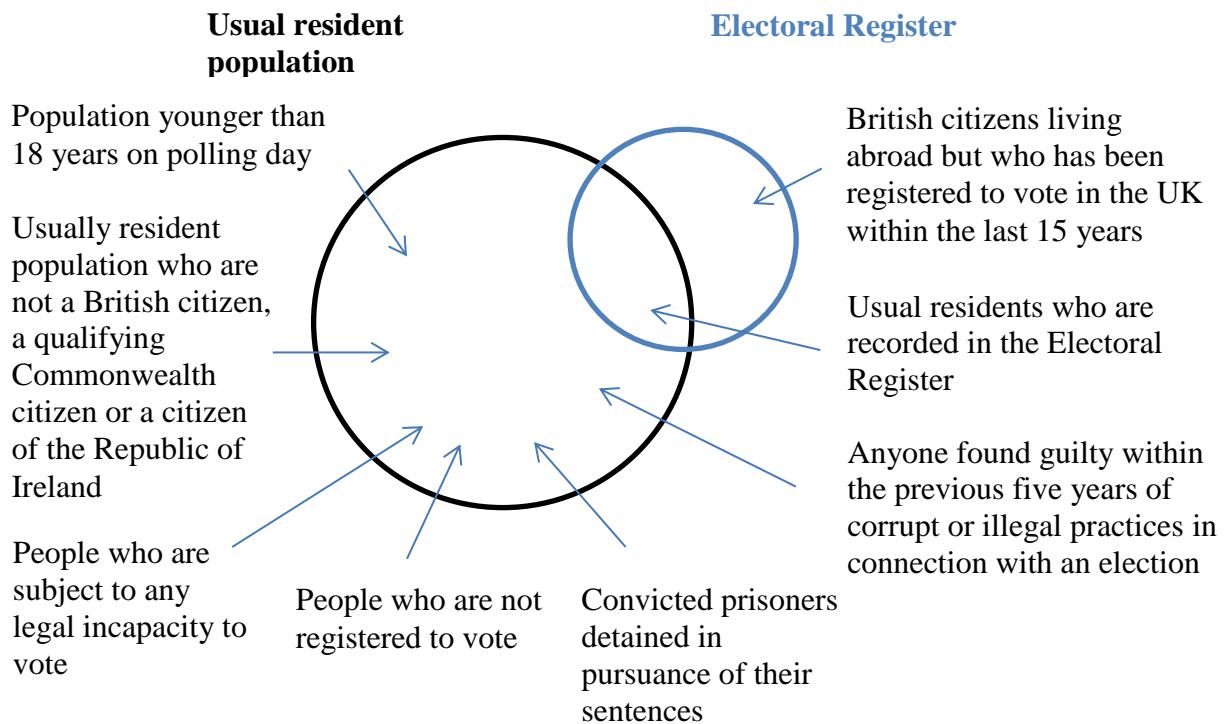 Usual resident
population
Electoral Register
Population younger than
18 years on polling day
Usually resident
population who are
not a British citizen,
a qualifying
Commonwealth
citizen or a citizen
of the Republic of
Ireland
People who are
subject to any
legal incapacity to
vote
People who are not
registered to vote
Convicted prisoners
detained in
pursuance of their
sentences
British citizens living
abroad but who has been
registered to vote in the UK
within the last 15 years
Usual residents who are
recorded in the Electoral
Register
Anyone found guilty within
the previous five years of
corrupt or illegal practices in
connection with an election